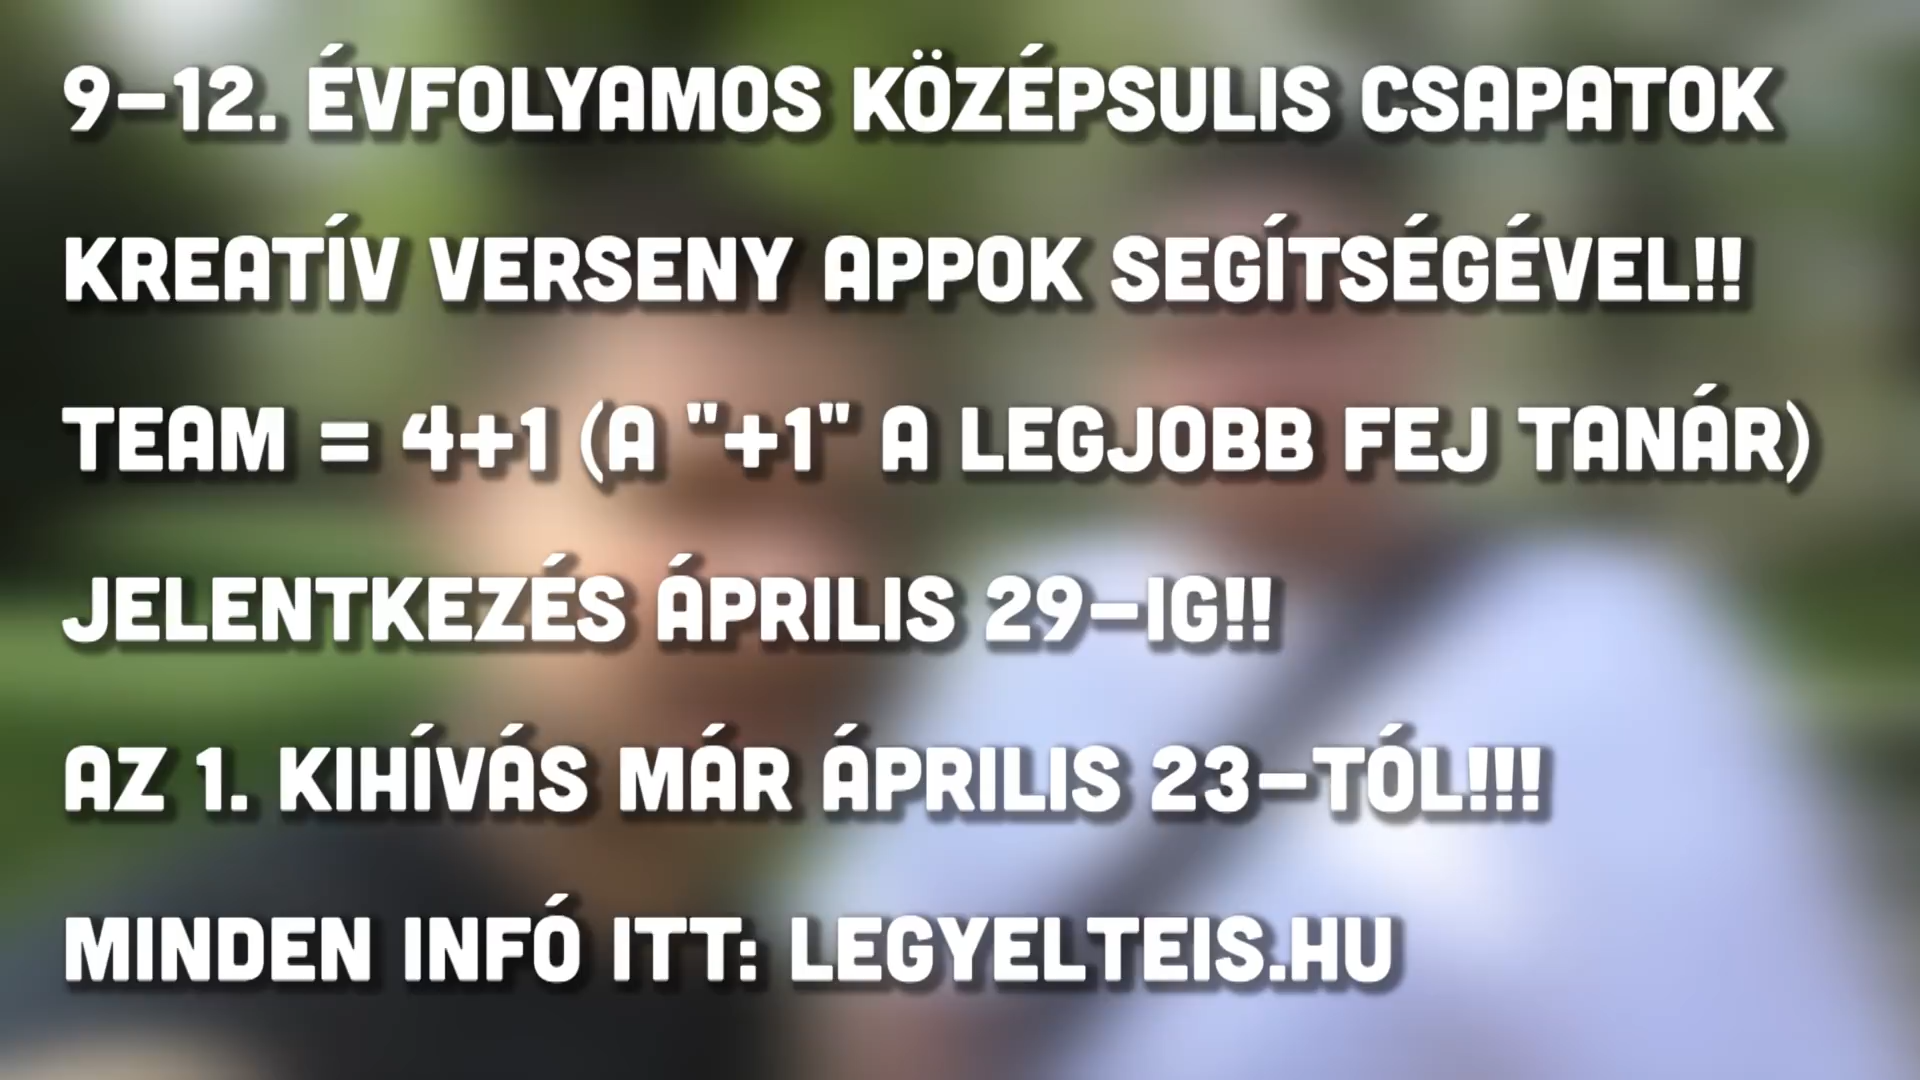 9–12. ÉVFOLYAMOS KÖZÉPSULIS CSAPATOK
KREATÍV VERSENY APPOK SEGÍTSÉGÉVEL!!
TEAM = 4+1 (A "+1" A LEGJOBB FEJ TANÁR)
JELENTKEZÉS ÁPRILIS 29–IG!!
AZ 1. KIHÍVÁS MÁR ÁPRILIS 23–TÓL!!!
MINDEN INFÓ ITT: LEGYELTEIS.HU